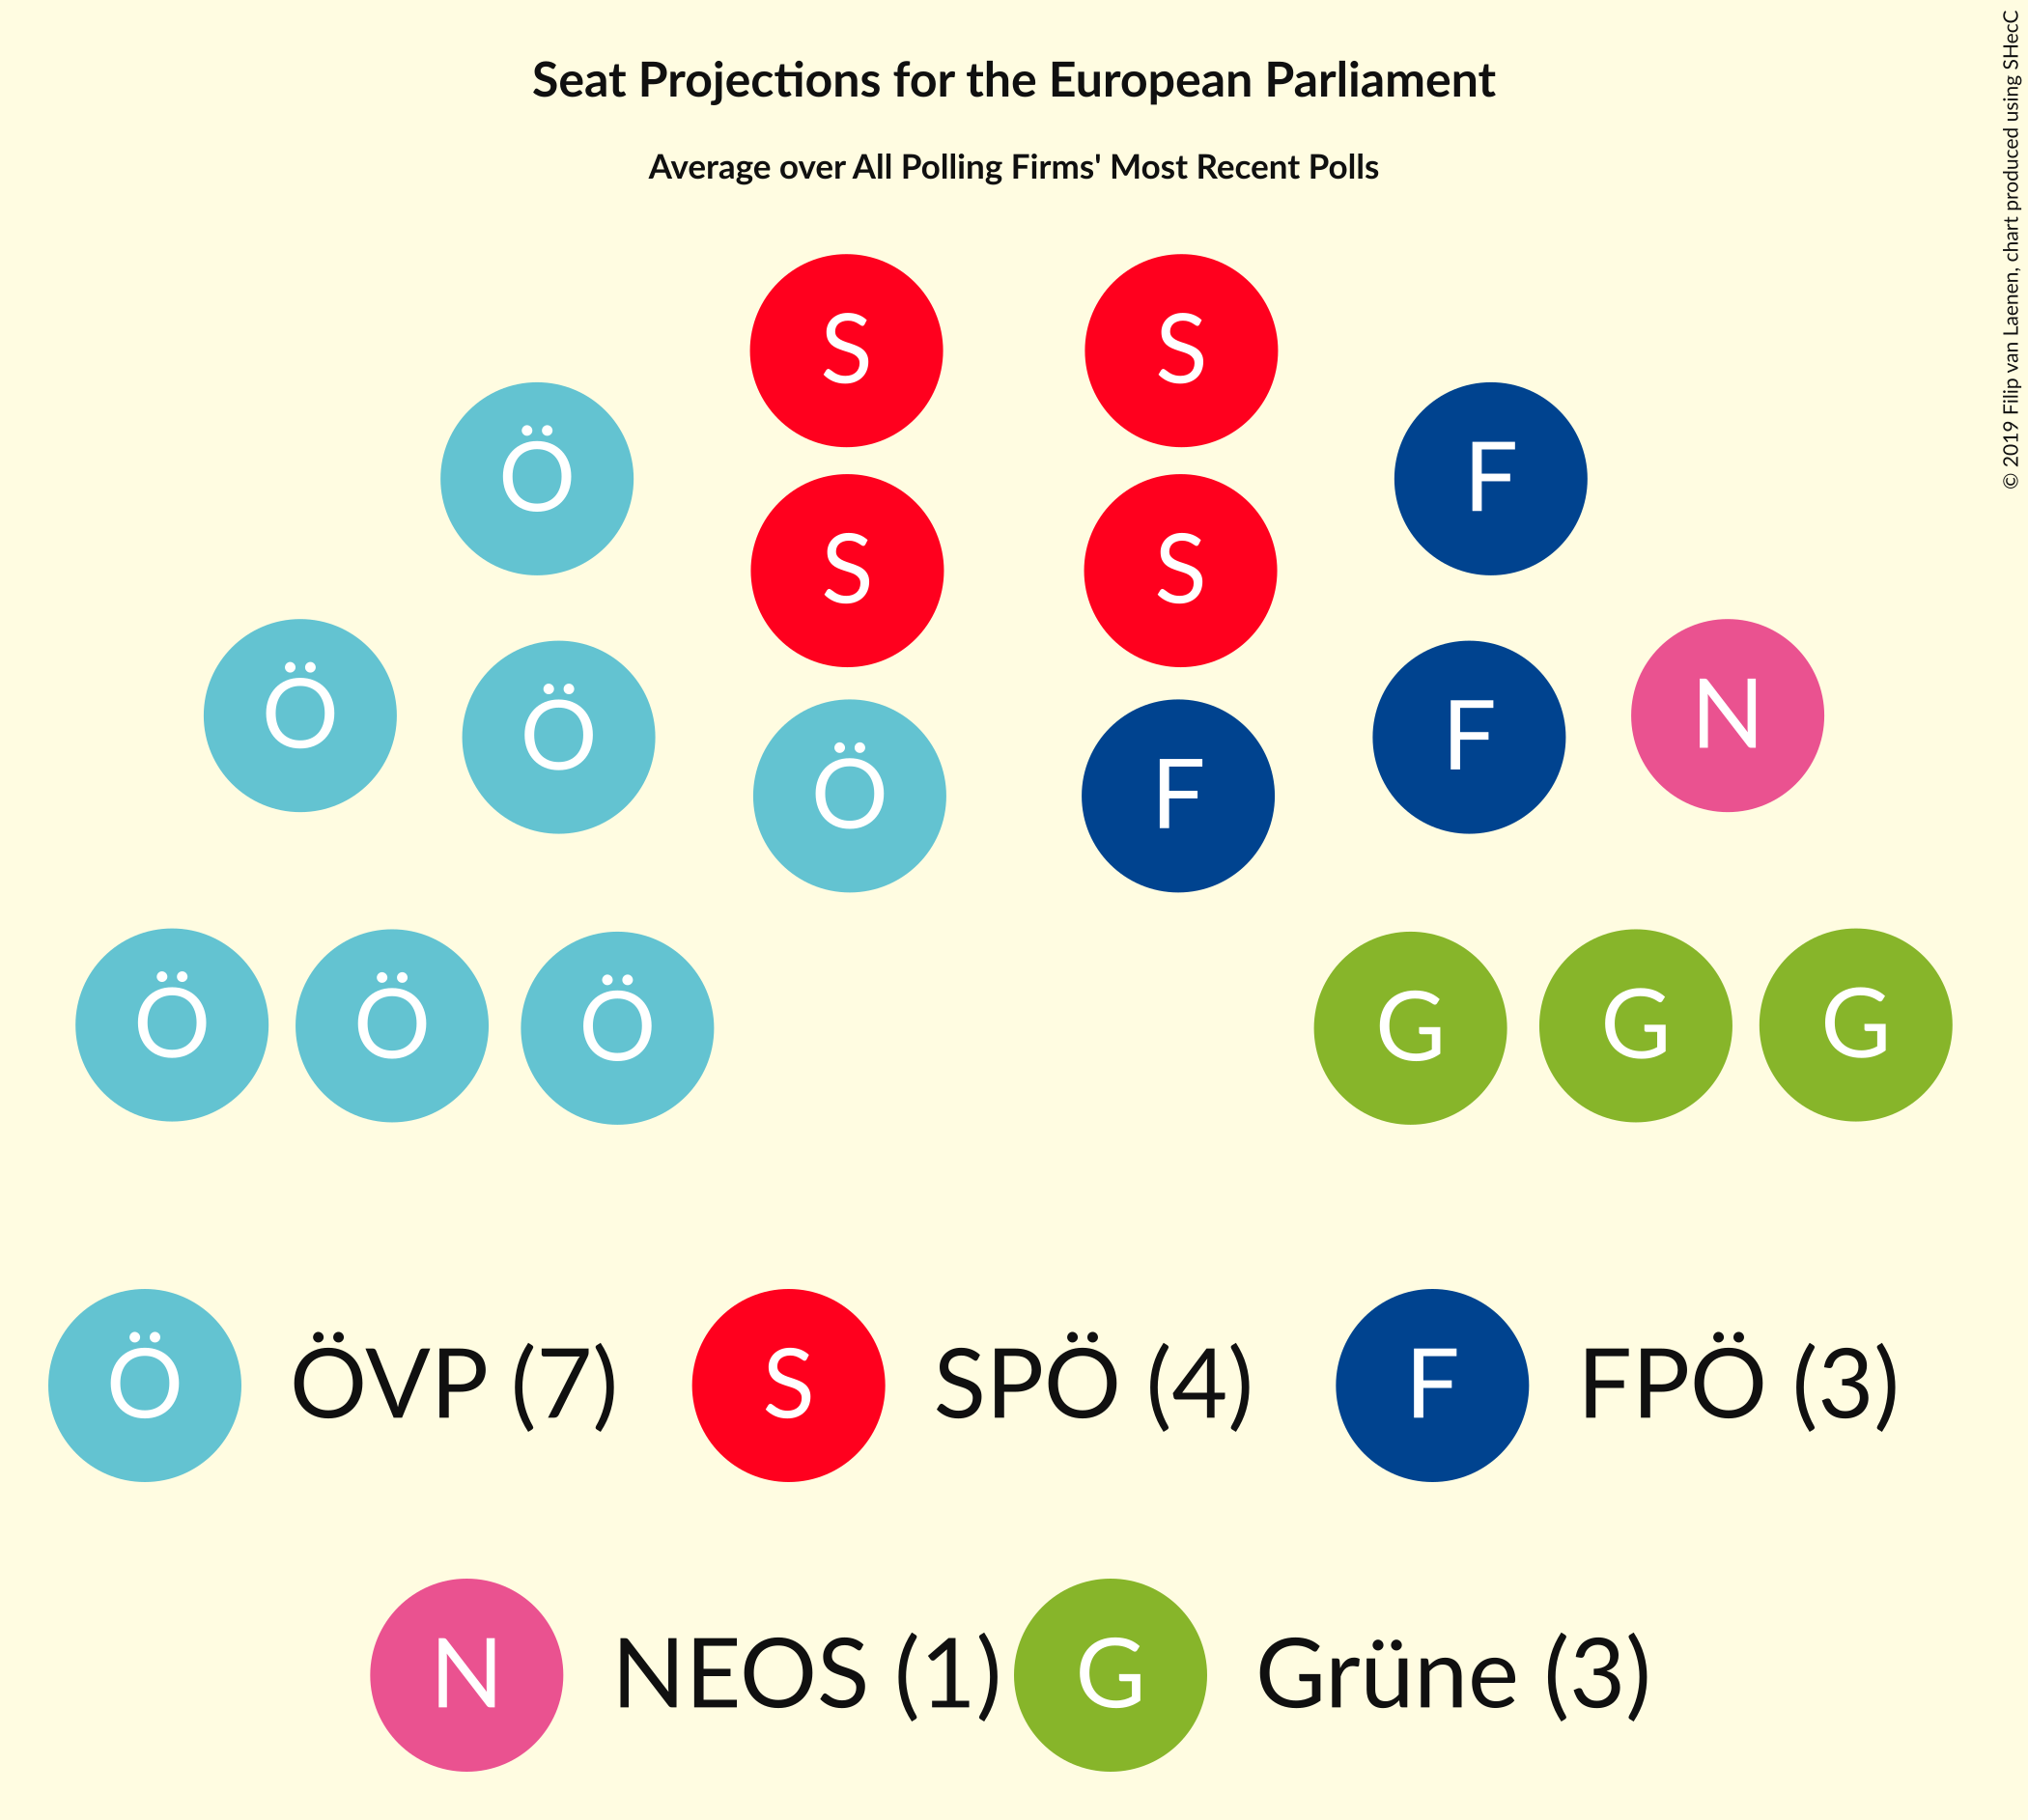 Seat Projections for the European Parliament
Average over All Polling Firms' Most Recent Polls
© 2019 Filip van Laenen, chart produced using SHecC
S S
Ö F
S S
Ö N
Ö F
Ö F
Ö Ö Ö G G G
Ö ÖVP (7) S SPÖ (4) F FPÖ (3)
N NEOS (1) G Grüne (3)